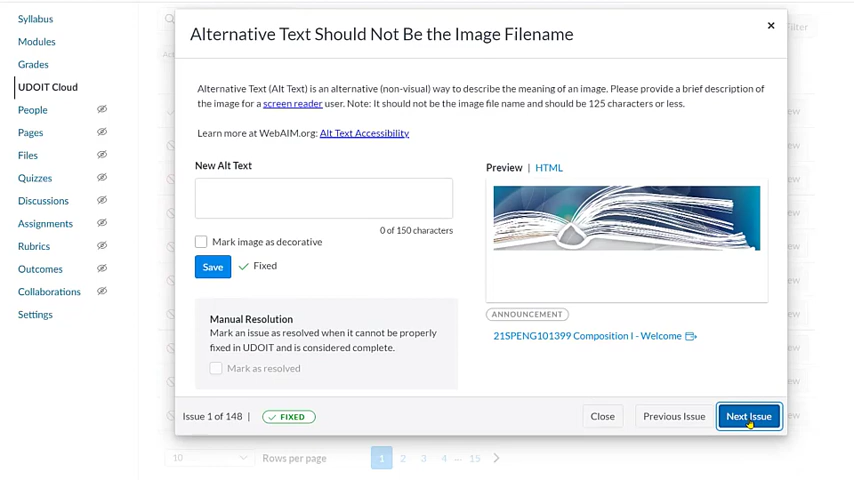 Syllabus
Modules
Grades
UDOIT Cloud
People
Pages
Files
Quizzes
Discussions
Assignments
Rubrics
Outcomes
Collaborations
Settings
Alternative Text Should Not Be the Image Filename
×
Alternative Text (Alt Text) is an alternative (non-visual) way to describe the meaning of an image. Please provide a brief description of
the image for a screen reader user. Note: It should not be the image file name and should be 125 characters or less.
Learn more at WebAIM.org: Alt Text Accessibility
New Alt Text
0 of 150 characters
Mark image as decorative
Save
Fixed
Manual Resolution
Mark an issue as resolved when it cannot be properly
fixed in UDOIT and is considered complete.
Mark as resolved
Preview | HTML
ANNOUNCEMENT
21SPENG101399 Composition I - Welcome
Issue 1 of 148 |
FIXED
Close
Previous Issue
Next Issue
10
Rows per page
1 2 3 4 ... 15